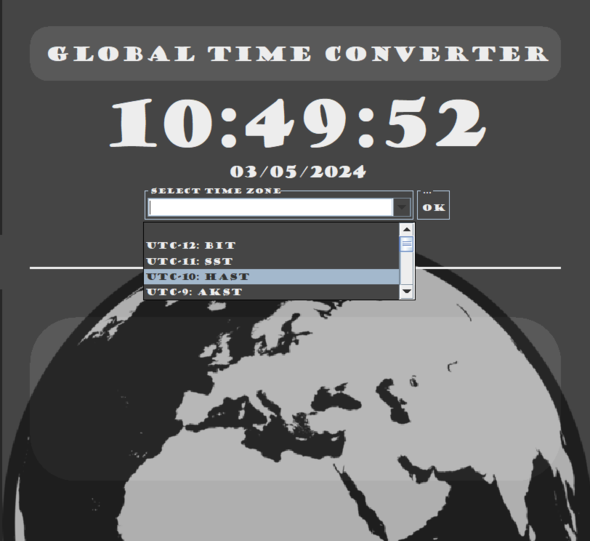 GLOBAL TIME CONVERTER
10:49:52
03/05/2024
SELECT TIME ZONE
...
OK
UTC-12: BIT
UTC-11: SST
UTC-10: HAST
UTC-9: AKST